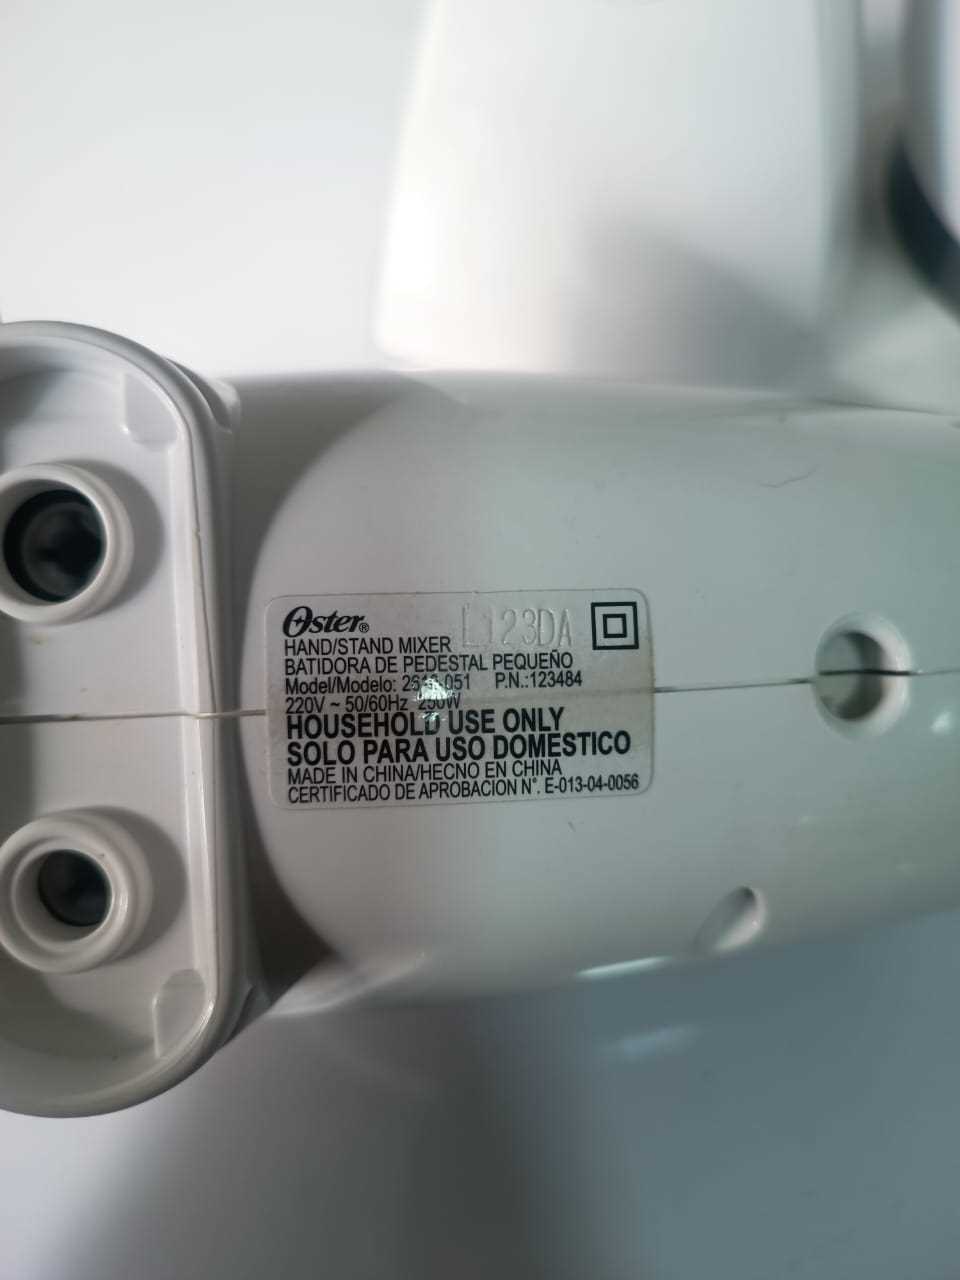 Oster® L123DA
HAND/STAND MIXER
BATIDORA DE PEDESTAL PEQUEÑO
Model/Modelo: P.N.:123484
220V ~ 50/60Hz 250W
HOUSEHOLD USE ONLY
SOLO PARA USO DOMESTICO
MADE IN CHINA/HECNO EN CHINA
CERTIFICADO DE APROBACION N°. E-013-04-0056